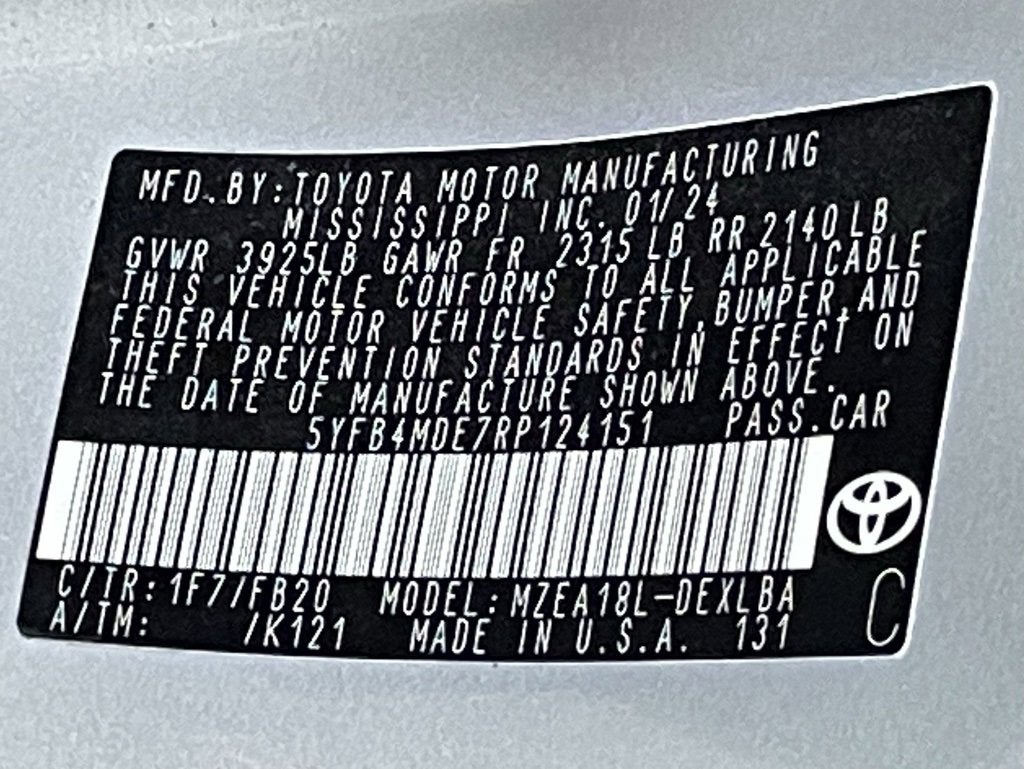 MFD. BY: TOYOTA MOTOR MANUFACTURING
MISSISSIPPI INC. 01/24
GVWR 3925LB GAWR FR 2315 LB RR 2140 LB
THIS VEHICLE CONFORMS TO ALL APPLICABLE
FEDERAL MOTOR VEHICLE SAFETY, BUMPER, AND
THEFT PREVENTION STANDARDS IN EFFECT ON
THE DATE OF MANUFACTURE SHOWN ABOVE.
5YFB4MDE7RP124151 PASS. CAR
C/TR: 1F7/FB20 MODEL: MZEA18L-DEXLBA
A/TM: /K121 MADE IN U.S.A. 131
C